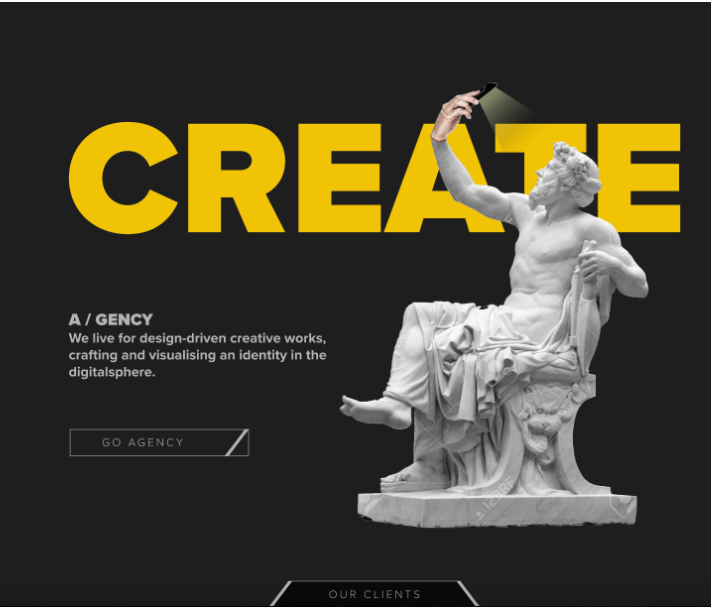 CREATE
A / GENCY
We live for design-driven creative works,
crafting and visualising an identity in the
digitalsphere.
GO AGENCY
123RF
OUR CLIENTS